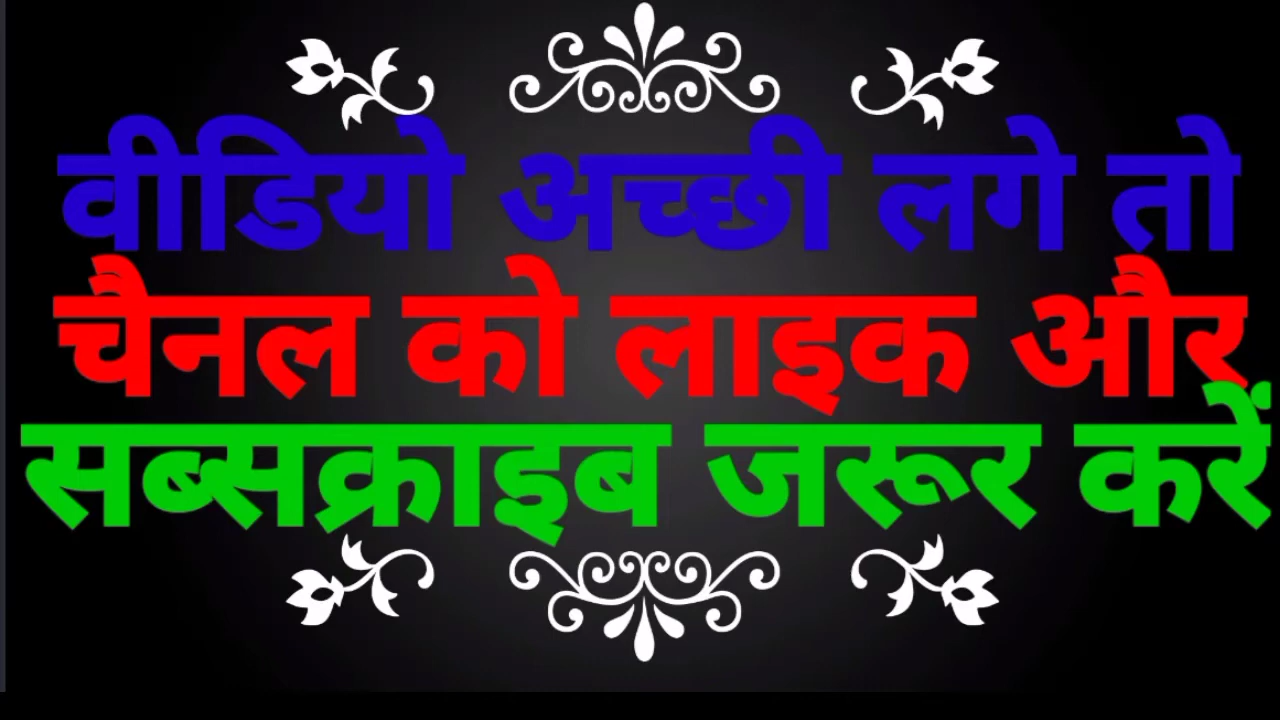 वीडियो अच्छी लगे तो
चैनल को लाइक और
सब्सक्राइब जरूर करें